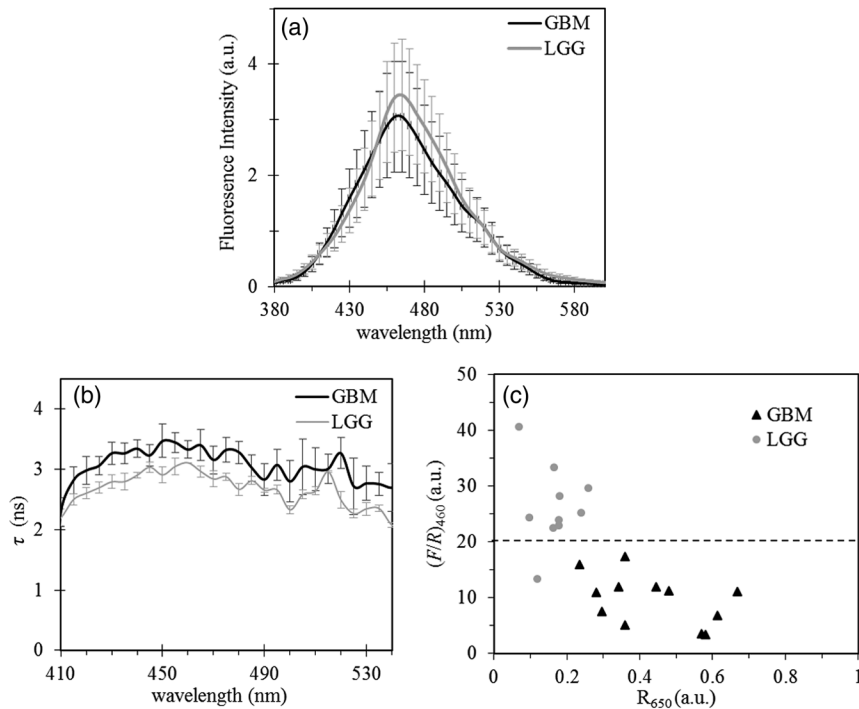 (a)
GBM
LGG
Fluoresence Intensity (a.u.)
4
2
0
380 430 480 530 580
wavelength (nm)
(b)
GBM
LGG
τ (ns)
4
3
2
1
0
410 450 490 530
wavelength (nm)
(c)
GBM
LGG
(F/R)460 (a.u.)
50
40
30
20
10
0
0 0.2 0.4 0.6 0.8 1
R650 (a.u.)